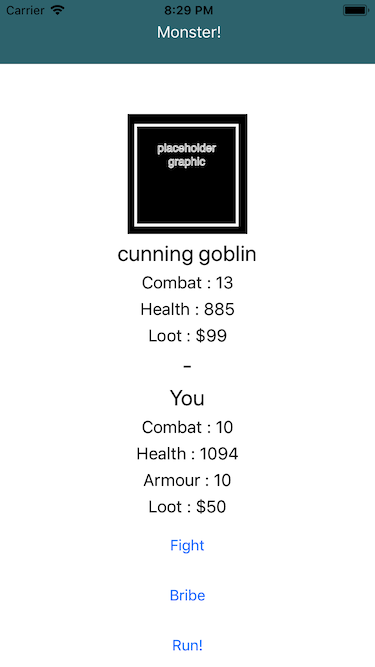 Carrier 8:29 PM
Monster!
placeholder
graphic
cunning goblin
Combat : 13
Health : 885
Loot : $99
-
You
Combat : 10
Health : 1094
Armour : 10
Loot : $50
Fight
Bribe
Run!